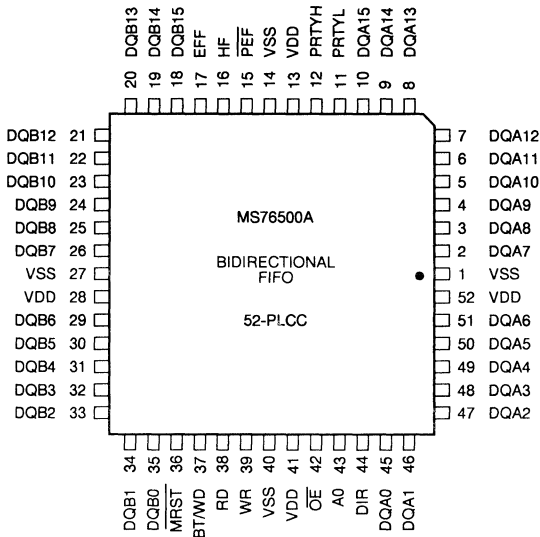 DQB13 DQB14 DQB15 EFF HF PEF VSS VDD PRTYH PRTYL DQA15 DQA14 DQA13
20 19 18 17 16 15 14 13 12 11 10 9 8
DQB12 21
DQB11 22
DQB10 23
DQB9 24
DQB8 25
DQB7 26
VSS 27
VDD 28
DQB6 29
DQB5 30
DQB4 31
DQB3 32
DQB2 33
MS76500A
BIDIRECTIONAL
FIFO
52-PLCC
7 DQA12
6 DQA11
5 DQA10
4 DQA9
3 DQA8
2 DQA7
1 VSS
52 VDD
51 DQA6
50 DQA5
49 DQA4
48 DQA3
47 DQA2
34 35 36 37 38 39 40 41 42 43 44 45 46
DQB1 DQB0 MRST BT/WD RD WR VSS VDD OE A0 DIR DQA0 DQA1